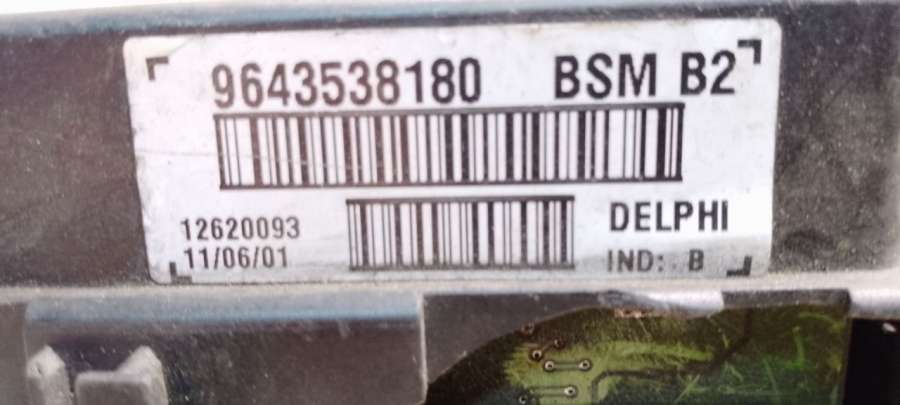 9643538180 BSM B2
12620093 DELPHI
11/06/01 IND: B